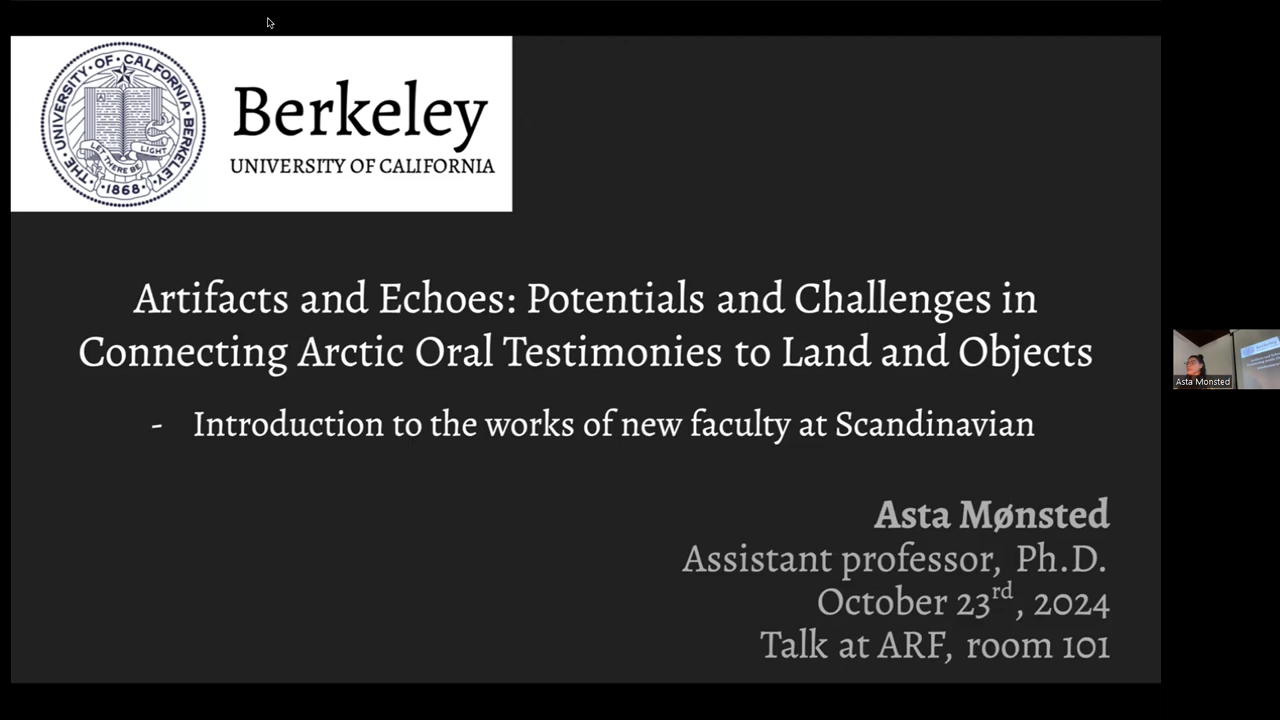 THE · UNIVERSITY · OF · CALIFORNIA · BERKELEY
A
LET THERE BE LIGHT
· 1868 ·
Berkeley
UNIVERSITY OF CALIFORNIA
Artifacts and Echoes: Potentials and Challenges in
Connecting Arctic Oral Testimonies to Land and Objects
- Introduction to the works of new faculty at Scandinavian
Asta Mønsted
Assistant professor, Ph.D.
October 23rd, 2024
Talk at ARF, room 101
Asta Monsted